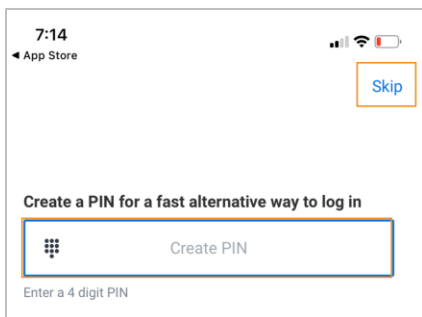 7:14
◀ App Store
Skip
Create a PIN for a fast alternative way to log in
Create PIN
Enter a 4 digit PIN